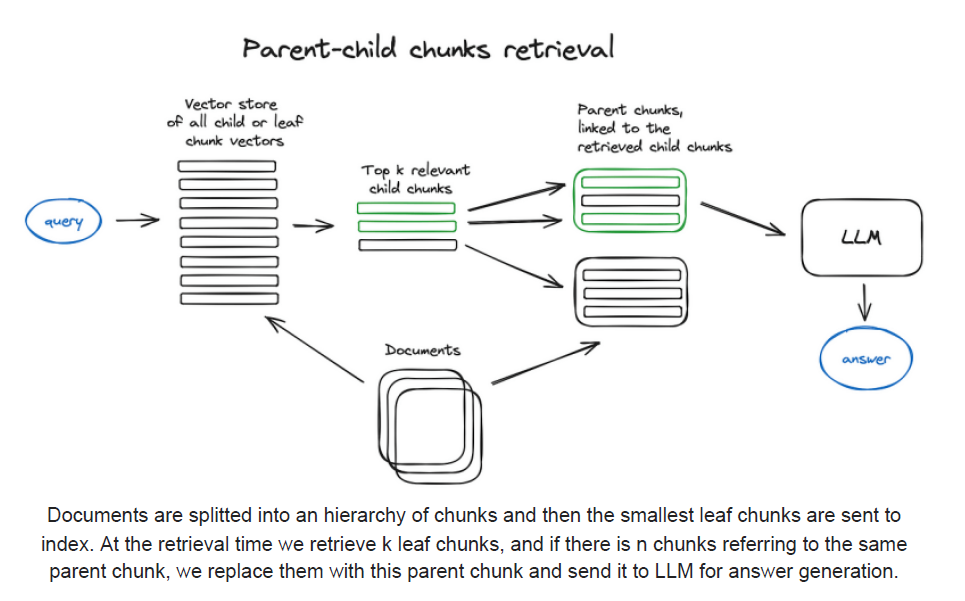 Parent-child chunks retrieval
Vector store
of all child or leaf
chunk vectors
Parent chunks,
linked to the
retrieved child chunks
Top k relevant
child chunks
query
LLM
Documents
answer
Documents are splitted into an hierarchy of chunks and then the smallest leaf chunks are sent to
index. At the retrieval time we retrieve k leaf chunks, and if there is n chunks referring to the same
parent chunk, we replace them with this parent chunk and send it to LLM for answer generation.